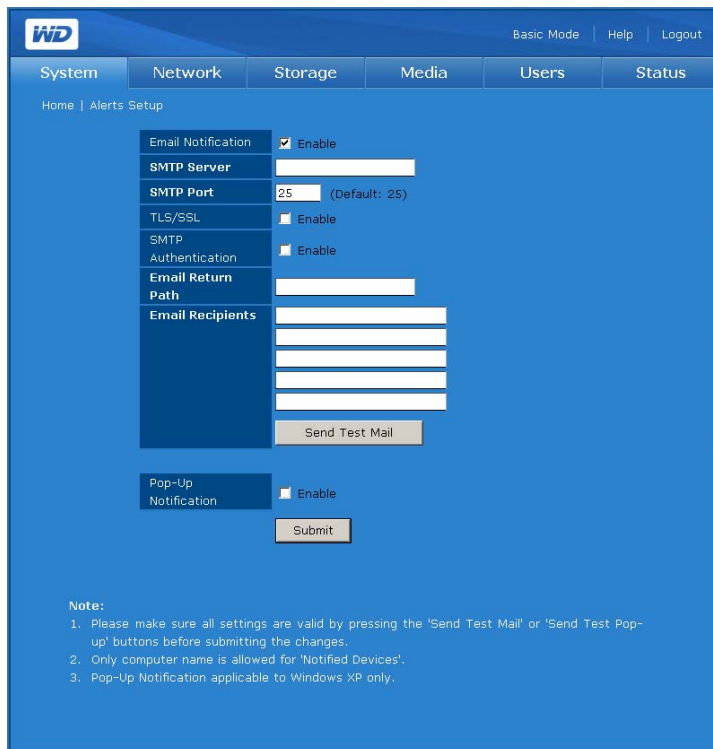 WD
Basic Mode | Help | Logout
System Network Storage Media Users Status
Home | Alerts Setup
Email Notification Enable
SMTP Server
SMTP Port 25 (Default: 25)
TLS/SSL Enable
SMTP
Authentication Enable
Email Return
Path
Email Recipients
Send Test Mail
Pop-Up
Notification Enable
Submit
Note:
1. Please make sure all settings are valid by pressing the 'Send Test Mail' or 'Send Test Pop-
up' buttons before submitting the changes.
2. Only computer name is allowed for 'Notified Devices'.
3. Pop-Up Notification applicable to Windows XP only.